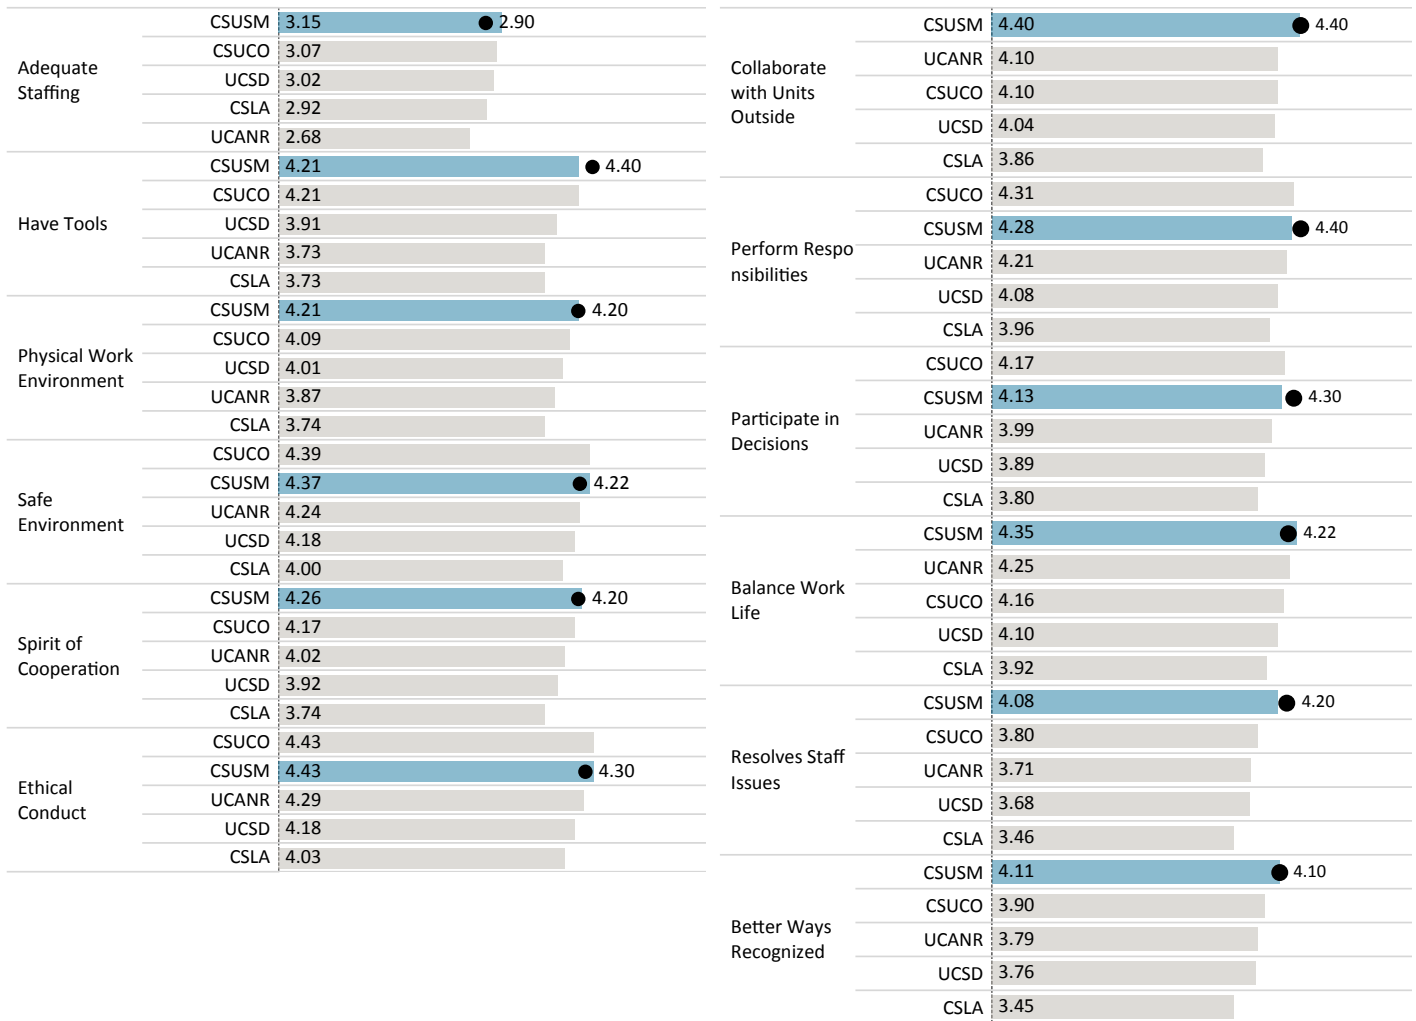 CSUSM 3.15 2.90
CSUCO 3.07
Adequate
Staffing
UCSD 3.02
CSLA 2.92
UCANR 2.68
CSUSM 4.21 4.40
CSUCO 4.21
Have Tools
UCSD 3.91
UCANR 3.73
CSLA 3.73
CSUSM 4.21 4.20
CSUCO 4.09
Physical Work
Environment
UCSD 4.01
UCANR 3.87
CSLA 3.74
CSUCO 4.39
CSUSM 4.37 4.22
Safe
Environment
UCANR 4.24
UCSD 4.18
CSLA 4.00
CSUSM 4.26 4.20
CSUCO 4.17
Spirit of
Cooperation
UCANR 4.02
UCSD 3.92
CSLA 3.74
CSUCO 4.43
CSUSM 4.43 4.30
Ethical
Conduct
UCANR 4.29
UCSD 4.18
CSLA 4.03
CSUSM 4.40 4.40
UCANR 4.10
Collaborate
with Units
Outside
CSUCO 4.10
UCSD 4.04
CSLA 3.86
CSUCO 4.31
CSUSM 4.28 4.40
Perform Respo
nsibilities
UCANR 4.21
UCSD 4.08
CSLA 3.96
CSUCO 4.17
CSUSM 4.13 4.30
Participate in
Decisions
UCANR 3.99
UCSD 3.89
CSLA 3.80
CSUSM 4.35 4.22
UCANR 4.25
Balance Work
Life
CSUCO 4.16
UCSD 4.10
CSLA 3.92
CSUSM 4.08 4.20
CSUCO 3.80
Resolves Staff
Issues
UCANR 3.71
UCSD 3.68
CSLA 3.46
CSUSM 4.11 4.10
CSUCO 3.90
Better Ways
Recognized
UCANR 3.79
UCSD 3.76
CSLA 3.45